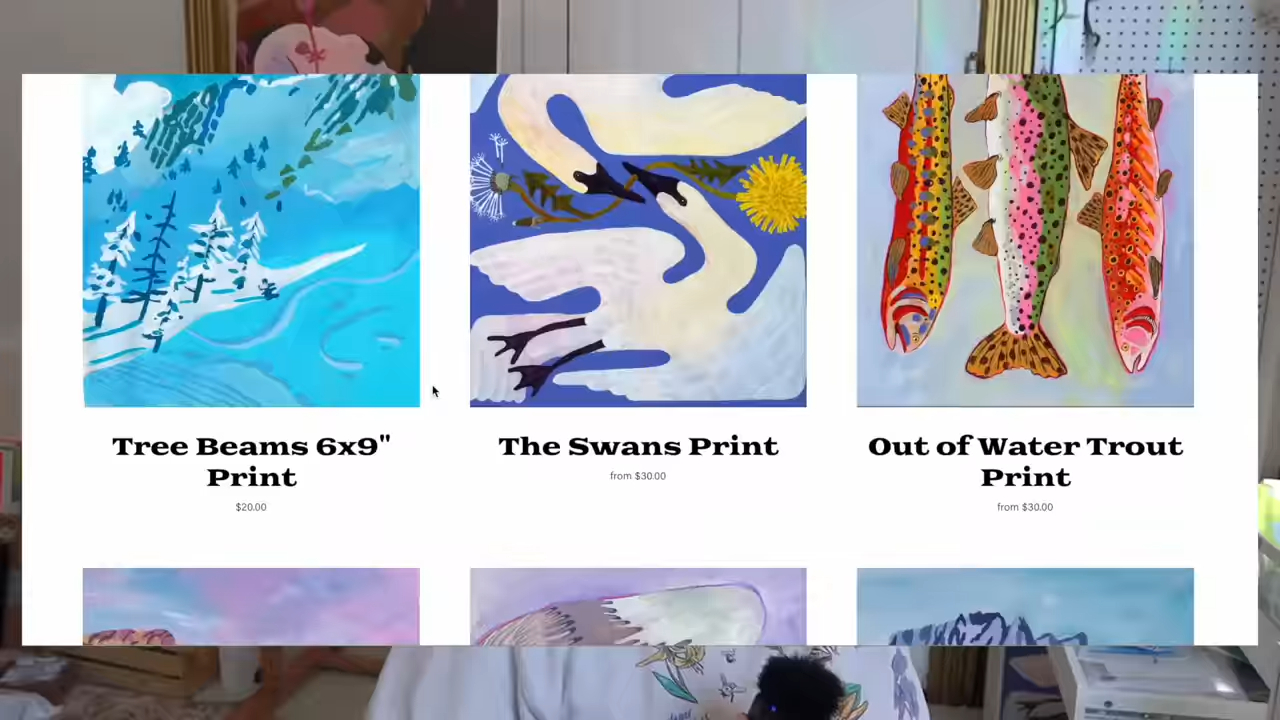 Tree Beams 6x9"
Print
$20.00
The Swans Print
from $30.00
Out of Water Trout
Print
from $30.00